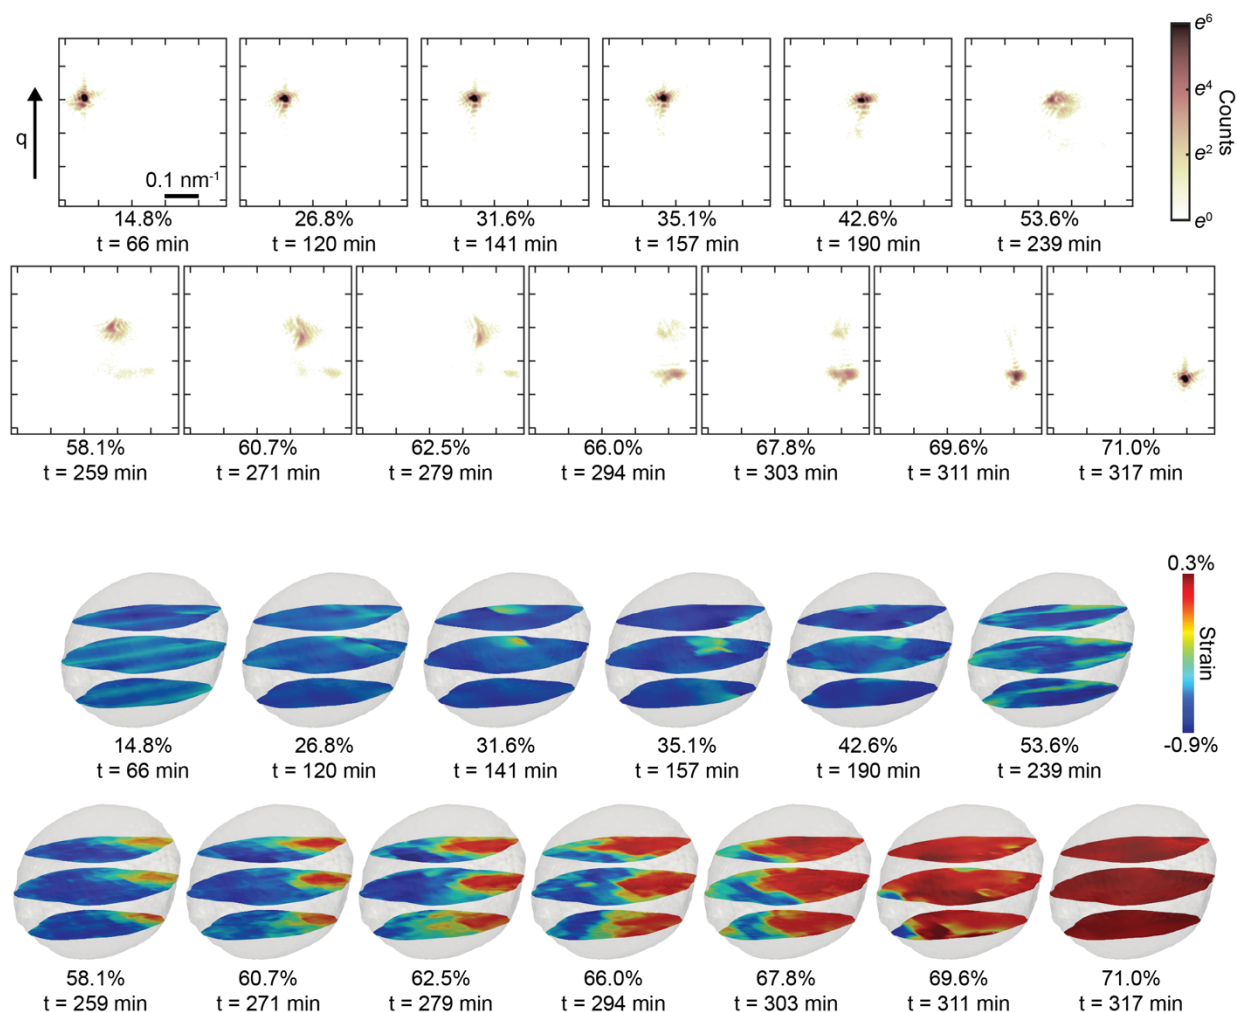 e⁶
e⁴
Counts
e²
e⁰
q
0.1 nm⁻¹
14.8% 26.8% 31.6% 35.1% 42.6% 53.6%
t = 66 min t = 120 min t = 141 min t = 157 min t = 190 min t = 239 min
58.1% 60.7% 62.5% 66.0% 67.8% 69.6% 71.0%
t = 259 min t = 271 min t = 279 min t = 294 min t = 303 min t = 311 min t = 317 min
0.3%
Strain
-0.9%
14.8% 26.8% 31.6% 35.1% 42.6% 53.6%
t = 66 min t = 120 min t = 141 min t = 157 min t = 190 min t = 239 min
58.1% 60.7% 62.5% 66.0% 67.8% 69.6% 71.0%
t = 259 min t = 271 min t = 279 min t = 294 min t = 303 min t = 311 min t = 317 min